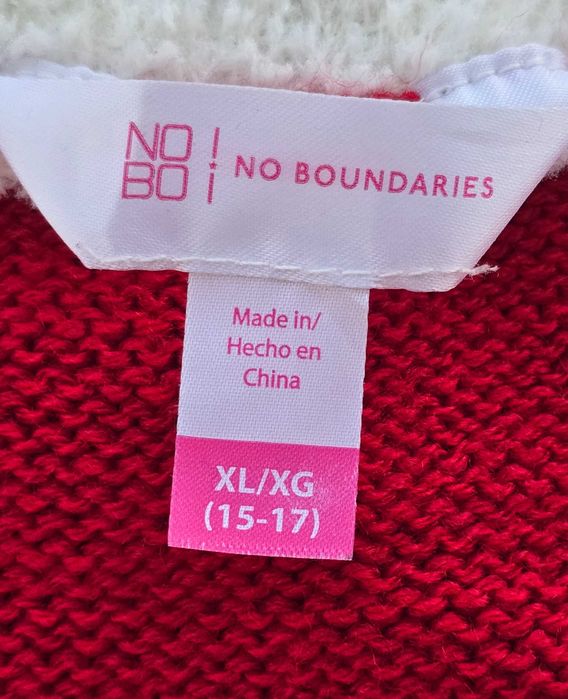 NO BOUNDARIES
NO
BO
Made in/
Hecho en
China
XL/XG
(15-17)